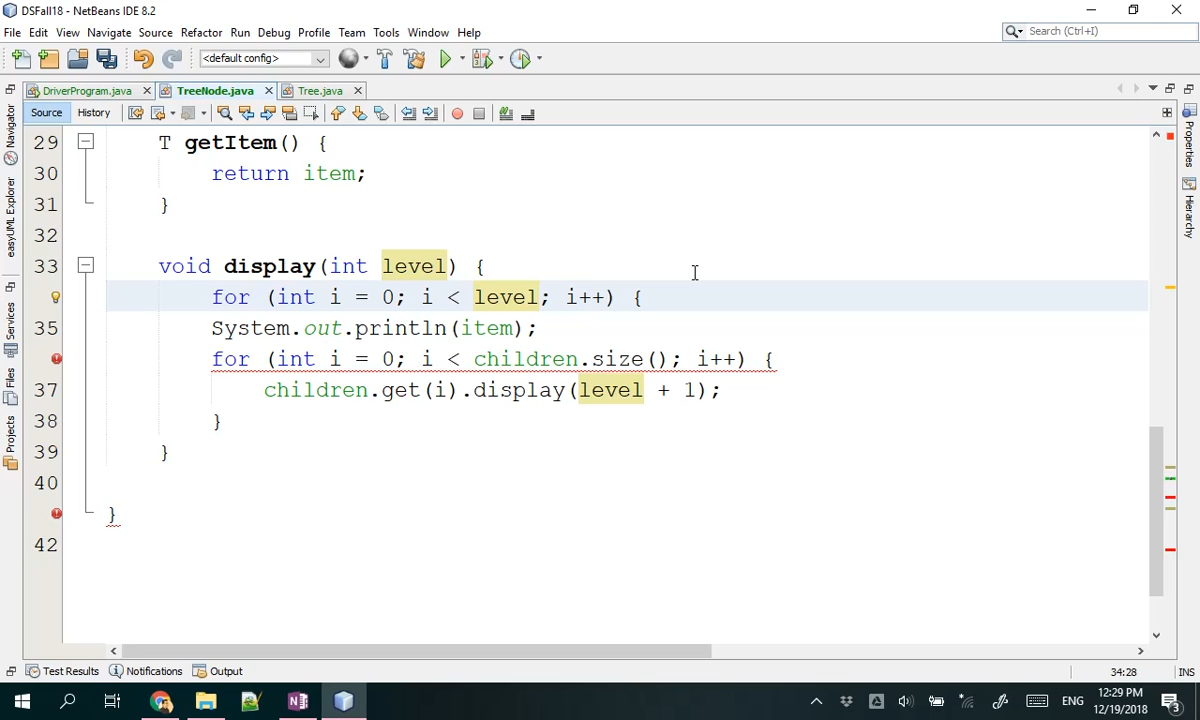 DSFall18 - NetBeans IDE 8.2
File Edit View Navigate Source Refactor Run Debug Profile Team Tools Window Help
Search (Ctrl+I)
<default config>
DriverProgram.java TreeNode.java Tree.java
Source History
Navigator
easyUML Explorer
Services
Files
Projects
29 T getItem() {
30 return item;
31 }
32
33 void display(int level) {
for (int i = 0; i < level; i++) {
35 System.out.println(item);
for (int i = 0; i < children.size(); i++) {
37 children.get(i).display(level + 1);
38 }
39 }
40
}
42
Properties
Hierarchy
Test Results Notifications Output
34:28 INS
ENG 12:29 PM
12/19/2018 3